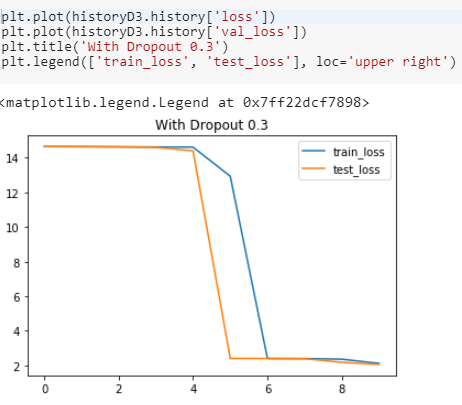 plt.plot(historyD3.history['loss'])
plt.plot(historyD3.history['val_loss'])
plt.title('With Dropout 0.3')
plt.legend(['train_loss', 'test_loss'], loc='upper right')
<matplotlib.legend.Legend at 0x7ff22dcf7898>
With Dropout 0.3
train_loss
test_loss
14
12
10
8
6
4
2
0 2 4 6 8